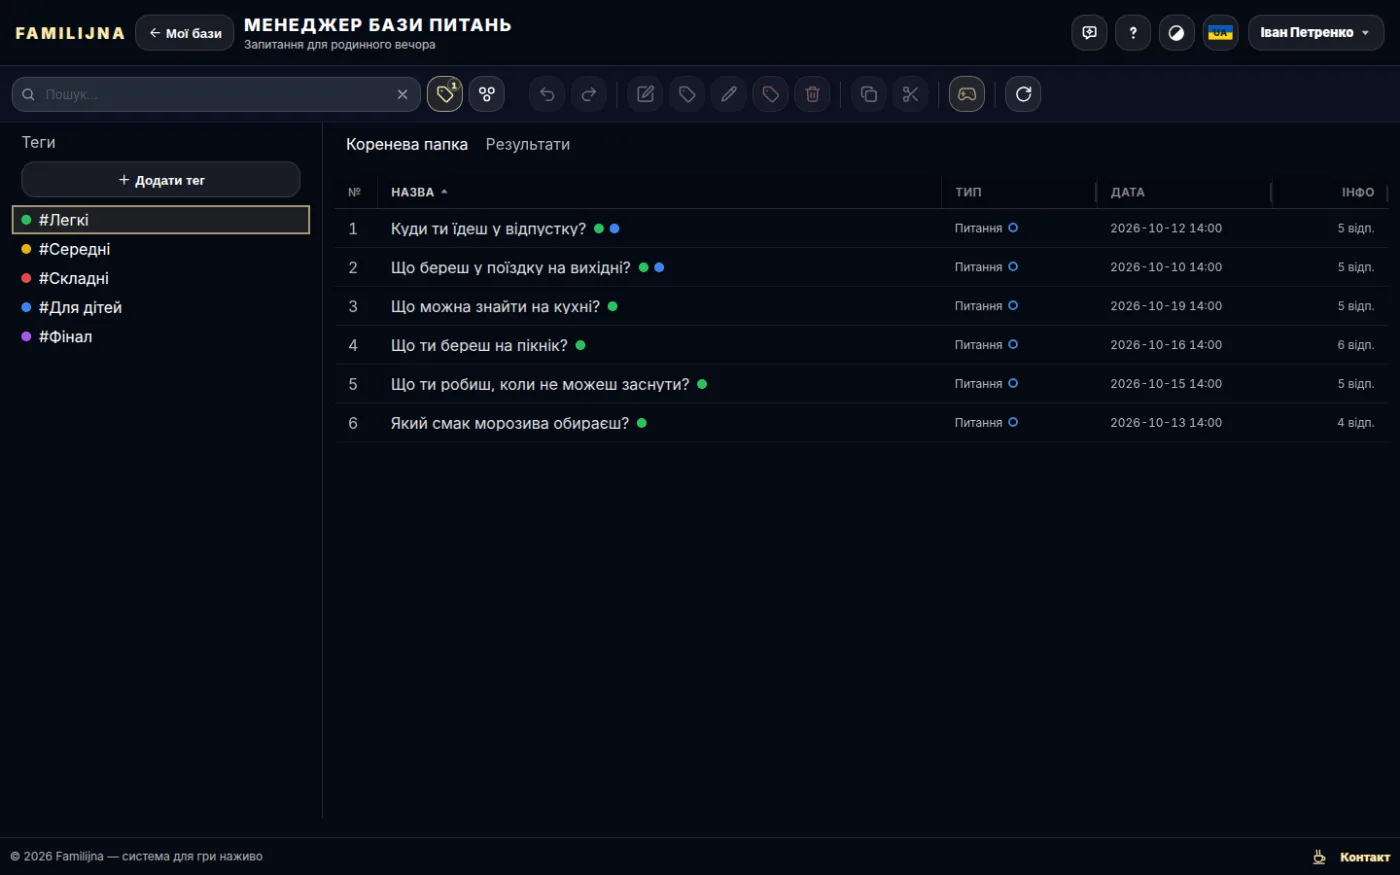 FAMILIJNA
← Мої бази
МЕНЕДЖЕР БАЗИ ПИТАНЬ
Запитання для родинного вечора
?
UA
Іван Петренко
Пошук...
1
Теги
+ Додати тег
#Легкі
#Середні
#Складні
#Для дітей
#Фінал
Коренева папка Результати
№ НАЗВА ТИП ДАТА ІНФО
1 Куди ти їдеш у відпустку? Питання 2026-10-12 14:00 5 відп.
2 Що береш у поїздку на вихідні? Питання 2026-10-10 14:00 5 відп.
3 Що можна знайти на кухні? Питання 2026-10-19 14:00 5 відп.
4 Що ти береш на пікнік? Питання 2026-10-16 14:00 6 відп.
5 Що ти робиш, коли не можеш заснути? Питання 2026-10-15 14:00 5 відп.
6 Який смак морозива обираєш? Питання 2026-10-13 14:00 4 відп.
© 2026 Familijna — система для гри наживо
Контакт